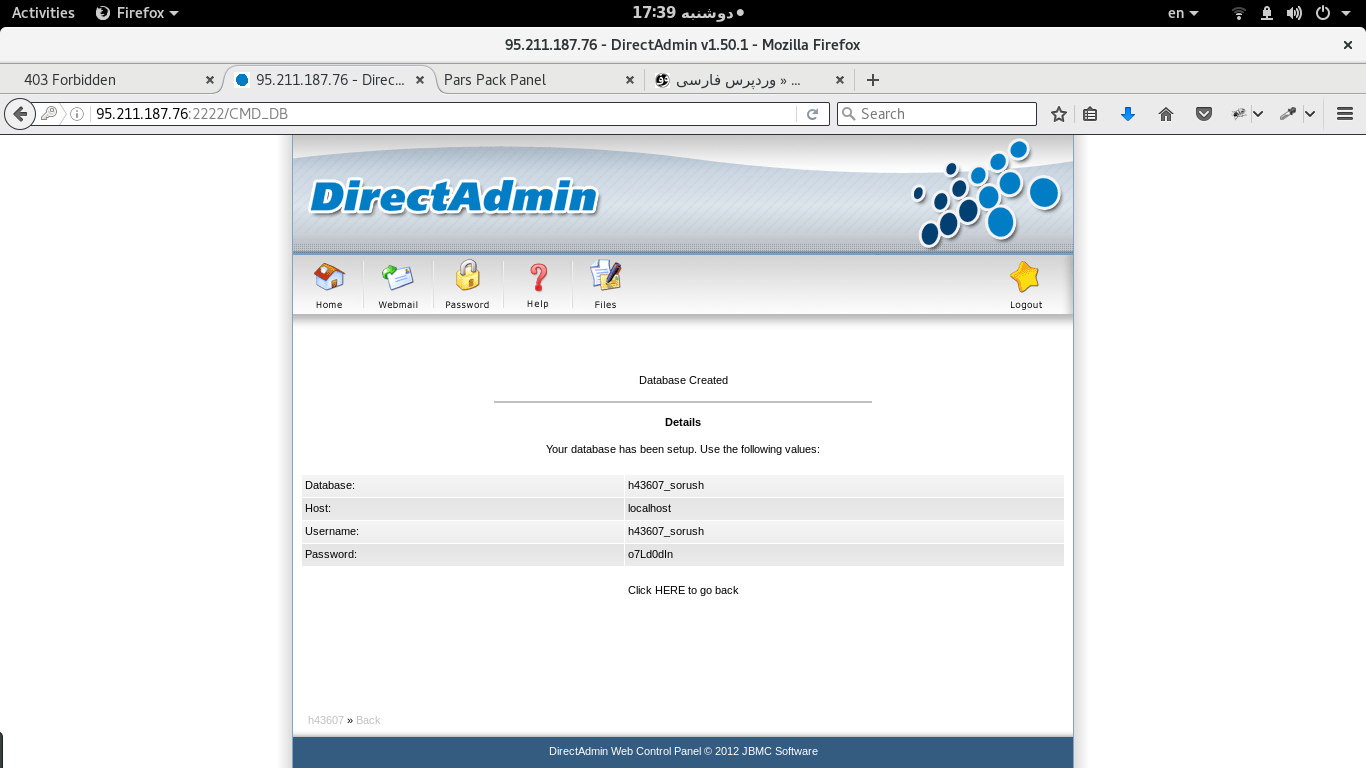 Activities Firefox دوشنبه 17:39 en
95.211.187.76 - DirectAdmin v1.50.1 - Mozilla Firefox
403 Forbidden 95.211.187.76 - Direc... Pars Pack Panel وردپرس فارسی » ...
95.211.187.76:2222/CMD_DB Search
DirectAdmin
Home Webmail Password Help Files Logout
Database Created
Details
Your database has been setup. Use the following values:
Database: h43607_sorush
Host: localhost
Username: h43607_sorush
Password: o7Ld0dIn
Click HERE to go back
h43607 » Back
DirectAdmin Web Control Panel © 2012 JBMC Software